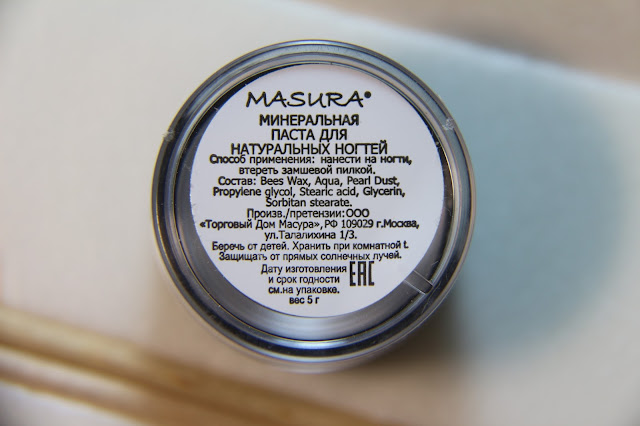 MASURA®
МИНЕРАЛЬНАЯ
ПАСТА ДЛЯ
НАТУРАЛЬНЫХ НОГТЕЙ
Способ применения: нанести на ногти,
втереть замшевой пилкой.
Состав: Bees Wax, Aqua, Pearl Dust,
Propylene glycol, Stearic acid, Glycerin,
Sorbitan stearate.
Произв./претензии:ООО
«Торговый Дом Масура», РФ 109029 г.Москва,
ул.Талалихина 1/3.
Беречь от детей. Хранить при комнатной t.
Защищать от прямых солнечных лучей.
Дату изготовления
и срок годности
см.на упаковке.
вес 5 г
EAC